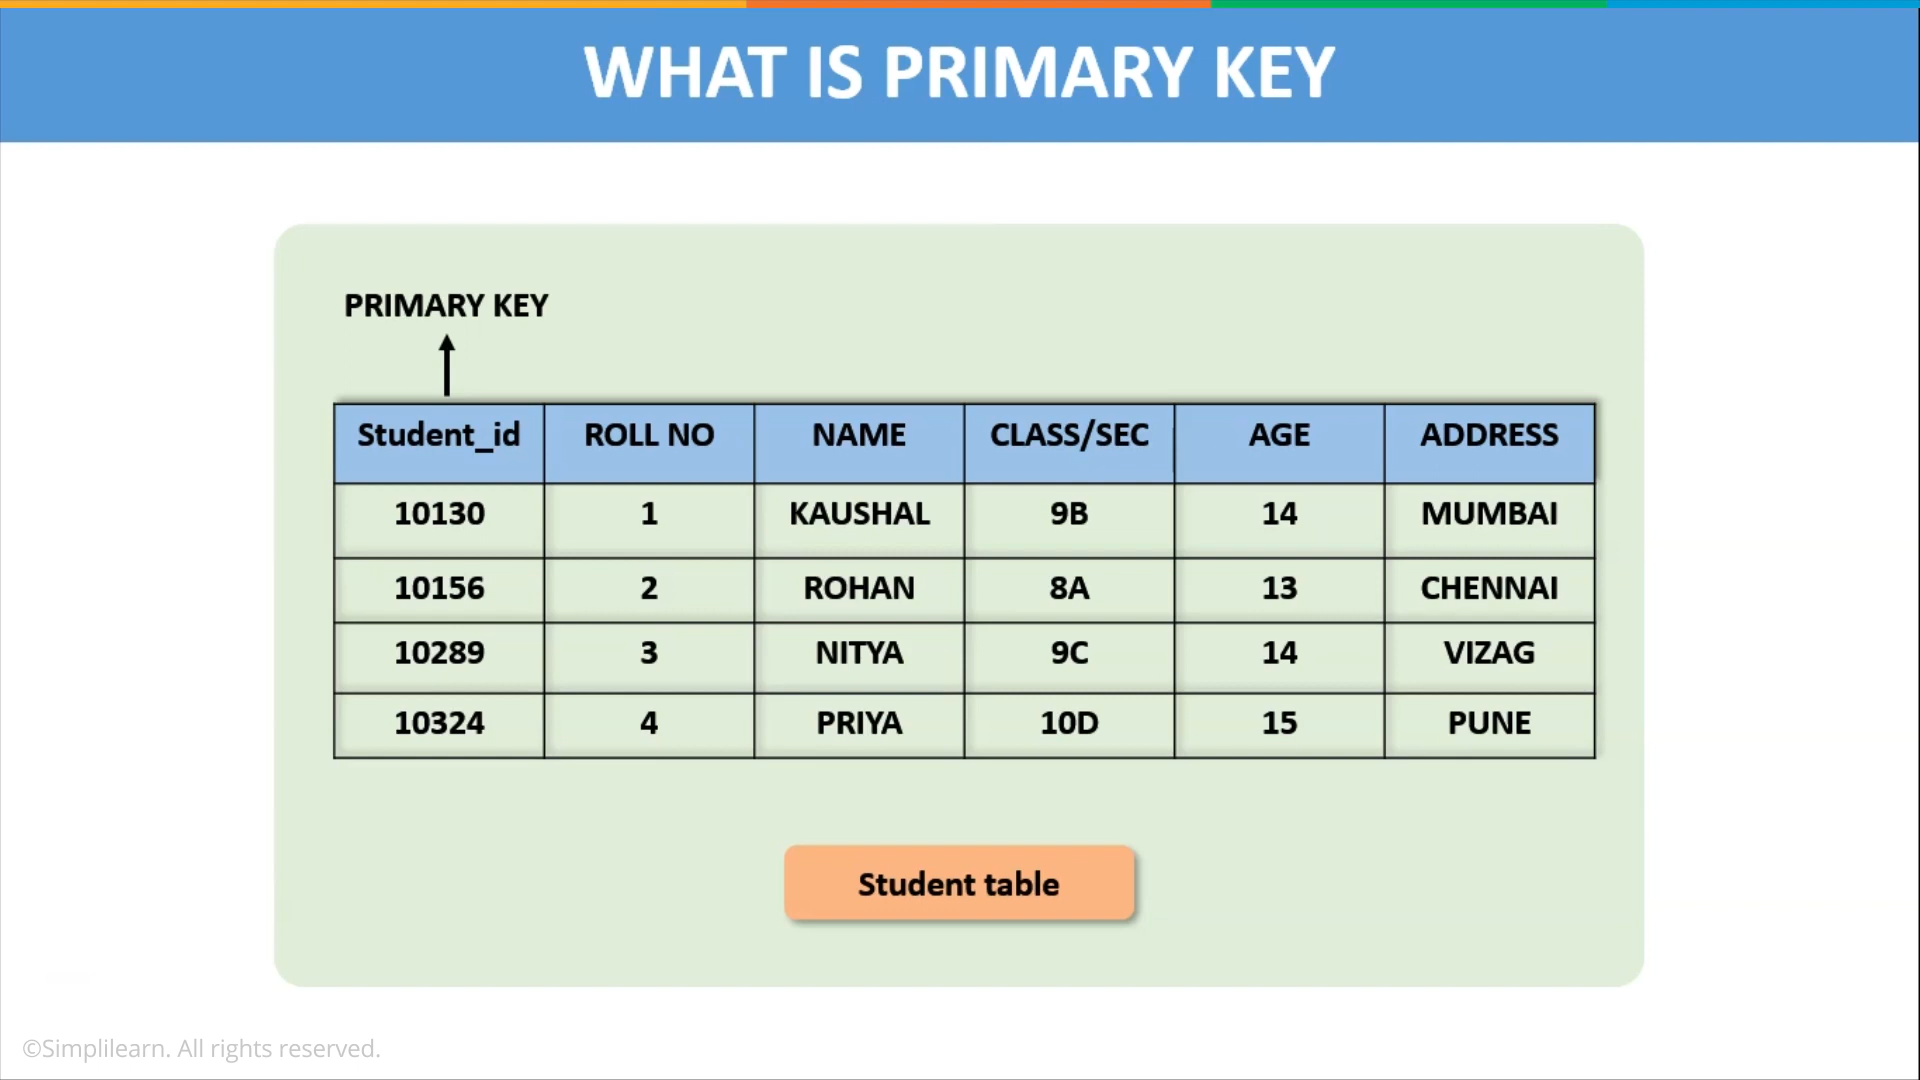 WHAT IS PRIMARY KEY
PRIMARY KEY
Student_id ROLL NO NAME CLASS/SEC AGE ADDRESS
10130 1 KAUSHAL 9B 14 MUMBAI
10156 2 ROHAN 8A 13 CHENNAI
10289 3 NITYA 9C 14 VIZAG
10324 4 PRIYA 10D 15 PUNE
Student table
©Simplilearn. All rights reserved.